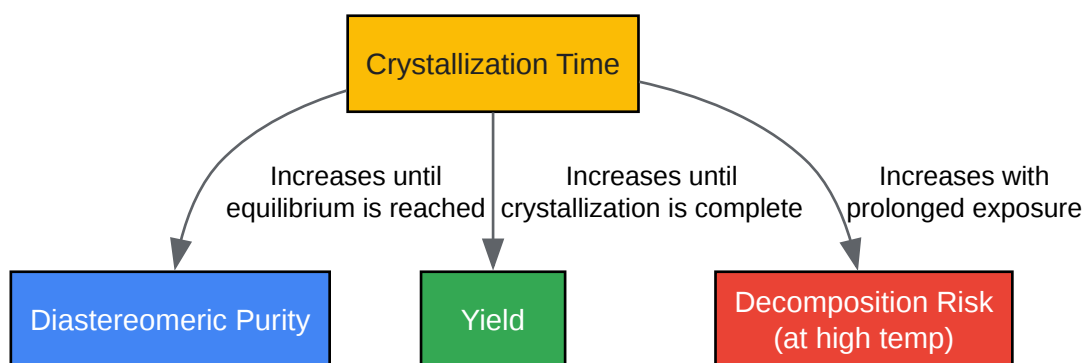 Crystallization Time
Increases until
equilibrium is reached
Increases until
crystallization is complete
Increases with
prolonged exposure
Diastereomeric Purity
Yield
Decomposition Risk
(at high temp)